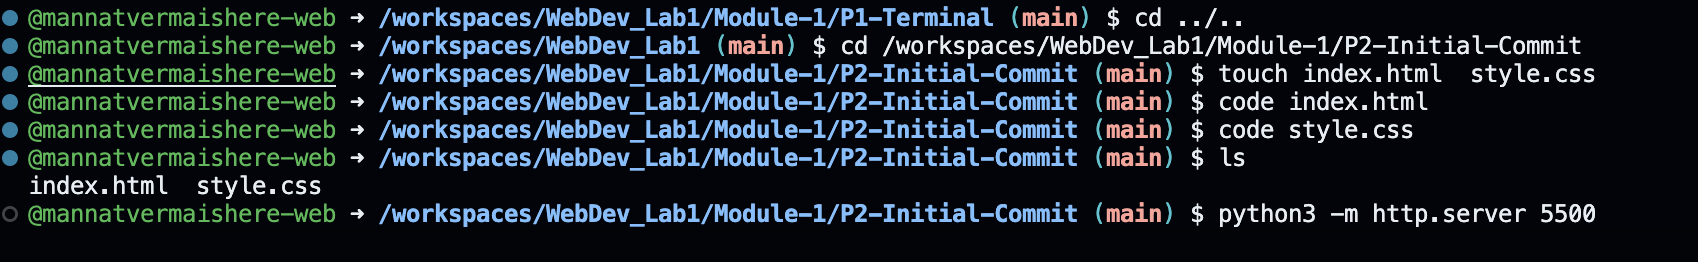 @mannatvermaishere-web ➜ /workspaces/WebDev_Lab1/Module-1/P1-Terminal (main) $ cd ../..
@mannatvermaishere-web ➜ /workspaces/WebDev_Lab1 (main) $ cd /workspaces/WebDev_Lab1/Module-1/P2-Initial-Commit
@mannatvermaishere-web ➜ /workspaces/WebDev_Lab1/Module-1/P2-Initial-Commit (main) $ touch index.html  style.css
@mannatvermaishere-web ➜ /workspaces/WebDev_Lab1/Module-1/P2-Initial-Commit (main) $ code index.html
@mannatvermaishere-web ➜ /workspaces/WebDev_Lab1/Module-1/P2-Initial-Commit (main) $ code style.css
@mannatvermaishere-web ➜ /workspaces/WebDev_Lab1/Module-1/P2-Initial-Commit (main) $ ls
index.html  style.css
@mannatvermaishere-web ➜ /workspaces/WebDev_Lab1/Module-1/P2-Initial-Commit (main) $ python3 -m http.server 5500